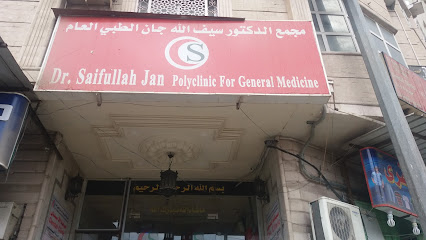 مجمع الدكتور سيف الله جان الطبي العام
S
Dr. Saifullah Jan Polyclinic For General Medicine
بسم الله الرحمن الرحيم